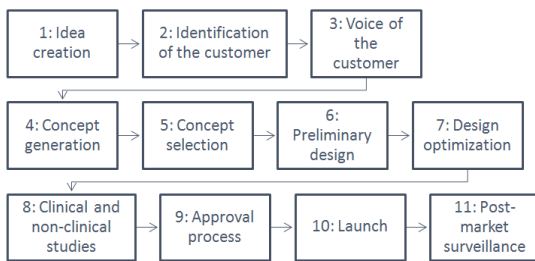 1: Idea
creation
2: Identification
of the customer
3: Voice of
the
customer
4: Concept
generation
5: Concept
selection
6:
Preliminary
design
7: Design
optimization
8: Clinical and
non-clinical
studies
9: Approval
process
10: Launch
11: Post-
market
surveillance